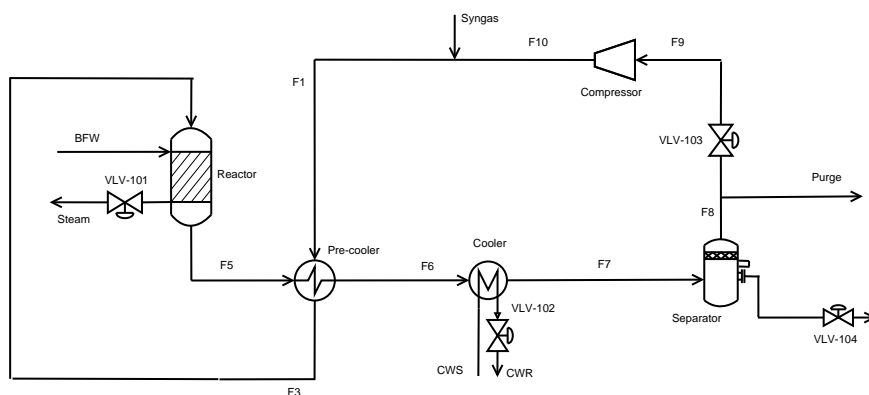 Syngas
F10
F9
F1
Compressor
BFW
VLV-103
VLV-101
Reactor
Purge
Steam
F8
F5
Pre-cooler
F6
Cooler
F7
VLV-102
Separator
VLV-104
CWS
CWR
F3